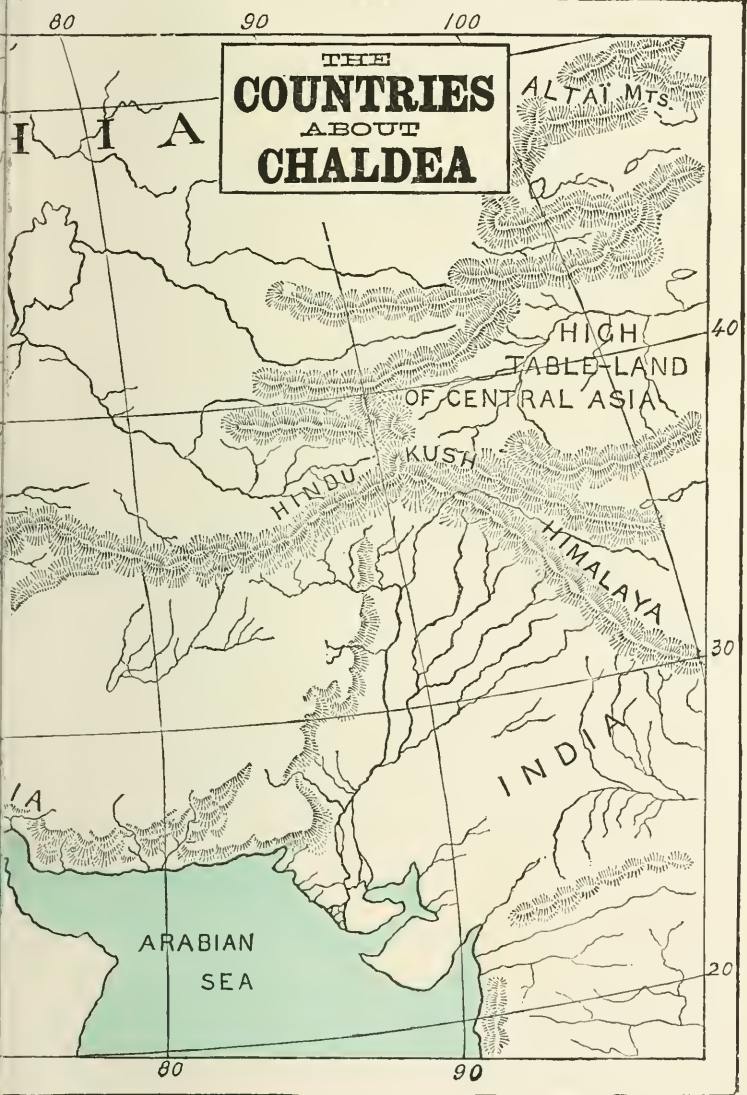 80 90 100
THE
COUNTRIES
ABOUT
CHALDEA
ALTAÏ MTS.
I I A
40
HIGH
TABLE-LAND
OF CENTRAL ASIA
HINDU KUSH
HIMALAYA
30
INDIA
IA
ARABIAN
SEA
20
80 90